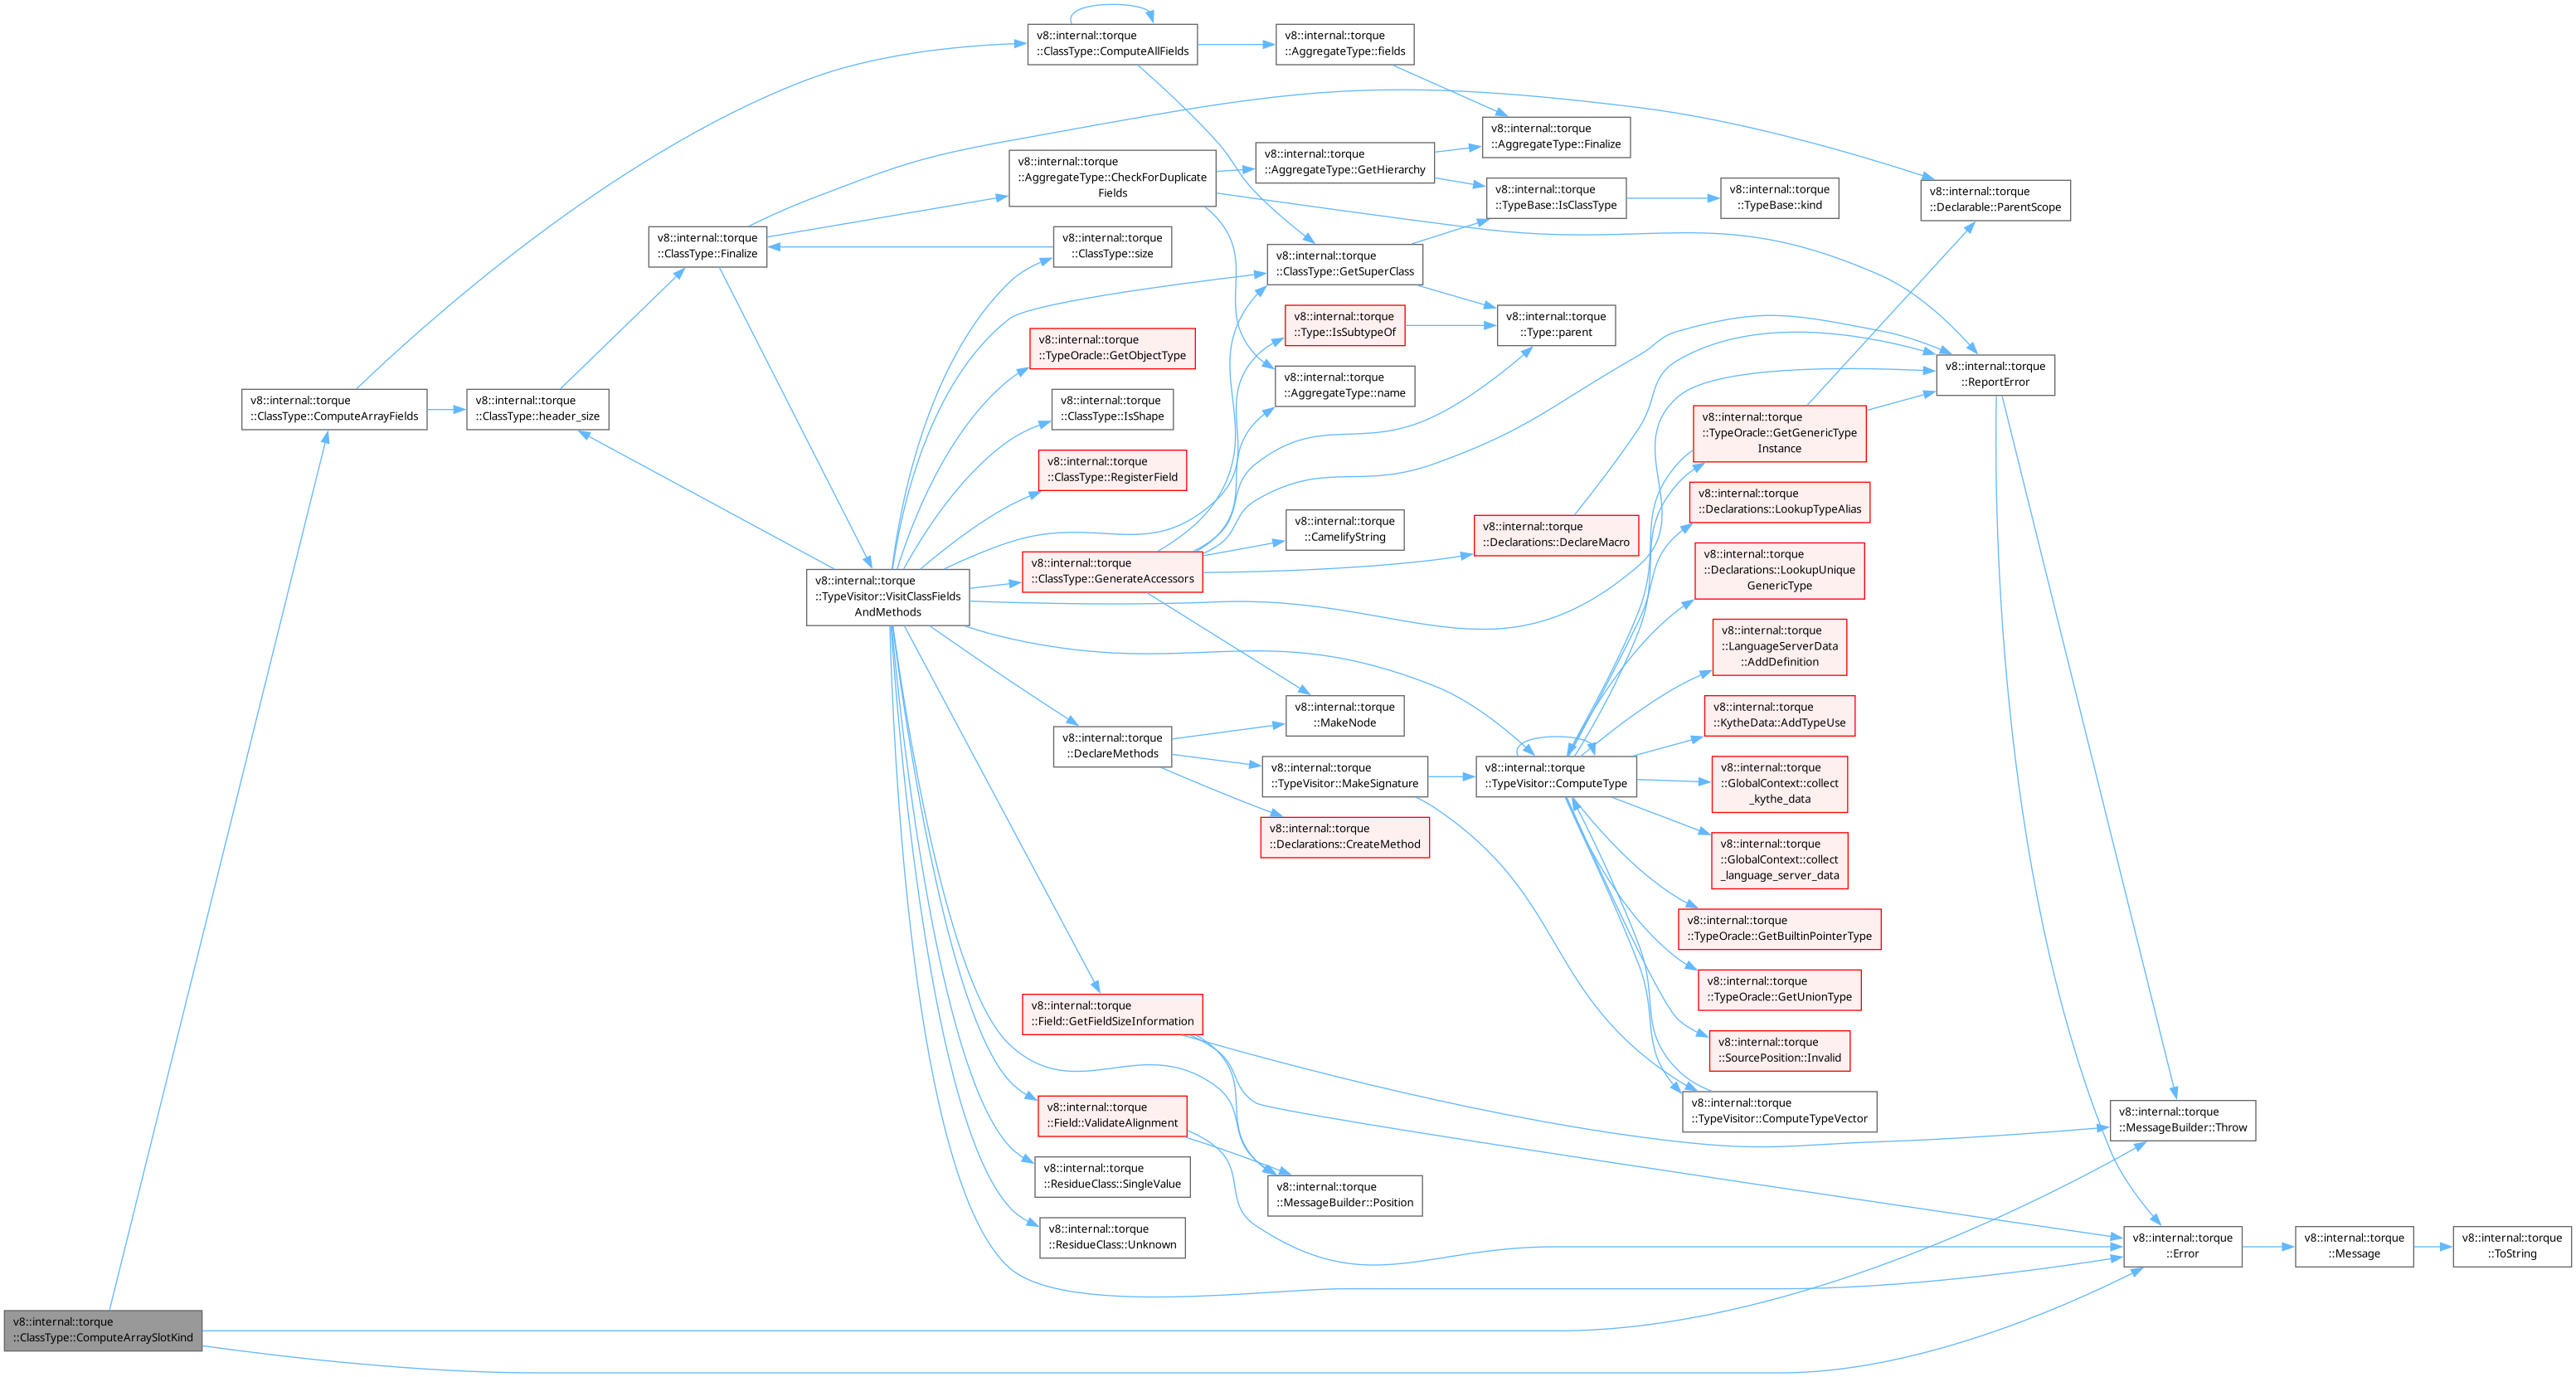 v8::internal::torque
::ClassType::ComputeArraySlotKind
v8::internal::torque
::ClassType::ComputeArrayFields
v8::internal::torque
::ClassType::header_size
v8::internal::torque
::ClassType::Finalize
v8::internal::torque
::TypeVisitor::VisitClassFields
AndMethods
v8::internal::torque
::ClassType::ComputeAllFields
v8::internal::torque
::AggregateType::CheckForDuplicate
Fields
v8::internal::torque
::ClassType::size
v8::internal::torque
::TypeOracle::GetObjectType
v8::internal::torque
::ClassType::IsShape
v8::internal::torque
::ClassType::RegisterField
v8::internal::torque
::ClassType::GenerateAccessors
v8::internal::torque
::DeclareMethods
v8::internal::torque
::Field::GetFieldSizeInformation
v8::internal::torque
::Field::ValidateAlignment
v8::internal::torque
::ResidueClass::SingleValue
v8::internal::torque
::ResidueClass::Unknown
v8::internal::torque
::AggregateType::fields
v8::internal::torque
::AggregateType::GetHierarchy
v8::internal::torque
::ClassType::GetSuperClass
v8::internal::torque
::Type::IsSubtypeOf
v8::internal::torque
::AggregateType::name
v8::internal::torque
::CamelifyString
v8::internal::torque
::MakeNode
v8::internal::torque
::TypeVisitor::MakeSignature
v8::internal::torque
::Declarations::CreateMethod
v8::internal::torque
::MessageBuilder::Position
v8::internal::torque
::AggregateType::Finalize
v8::internal::torque
::TypeBase::IsClassType
v8::internal::torque
::Type::parent
v8::internal::torque
::Declarations::DeclareMacro
v8::internal::torque
::TypeVisitor::ComputeType
v8::internal::torque
::TypeBase::kind
v8::internal::torque
::TypeOracle::GetGenericType
Instance
v8::internal::torque
::Declarations::LookupTypeAlias
v8::internal::torque
::Declarations::LookupUnique
GenericType
v8::internal::torque
::LanguageServerData
::AddDefinition
v8::internal::torque
::KytheData::AddTypeUse
v8::internal::torque
::GlobalContext::collect
_kythe_data
v8::internal::torque
::GlobalContext::collect
_language_server_data
v8::internal::torque
::TypeOracle::GetBuiltinPointerType
v8::internal::torque
::TypeOracle::GetUnionType
v8::internal::torque
::SourcePosition::Invalid
v8::internal::torque
::TypeVisitor::ComputeTypeVector
v8::internal::torque
::Declarable::ParentScope
v8::internal::torque
::ReportError
v8::internal::torque
::MessageBuilder::Throw
v8::internal::torque
::Error
v8::internal::torque
::Message
v8::internal::torque
::ToString